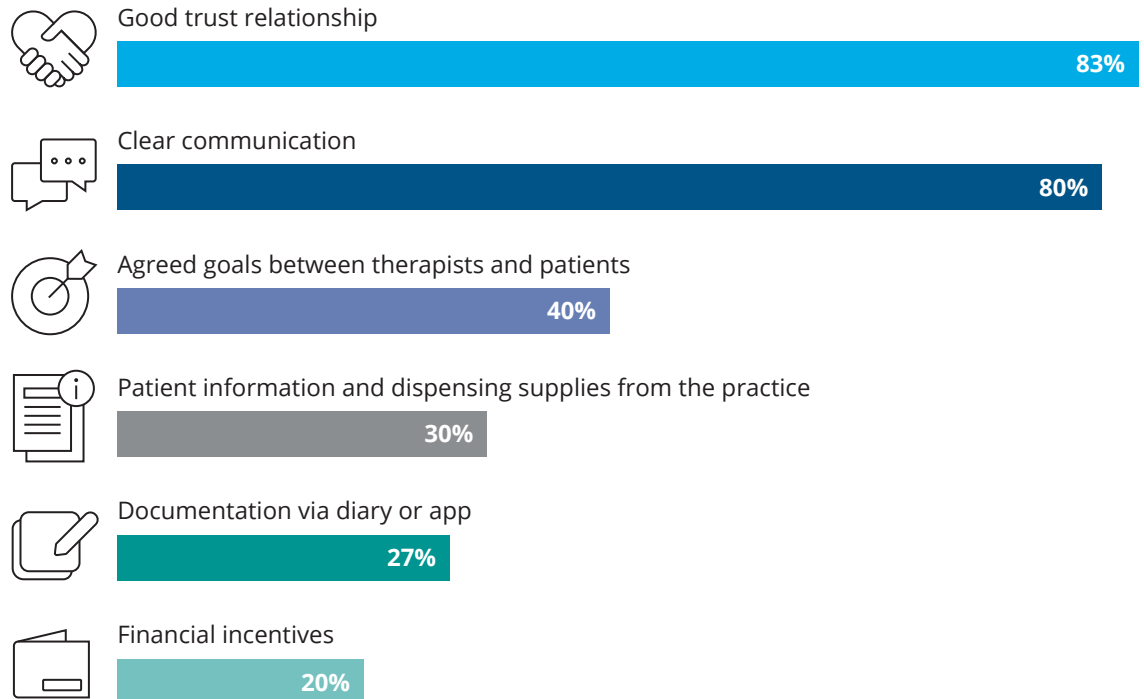 Good trust relationship
83%
Clear communication
80%
Agreed goals between therapists and patients
40%
Patient information and dispensing supplies from the practice
30%
Documentation via diary or app
27%
Financial incentives
20%